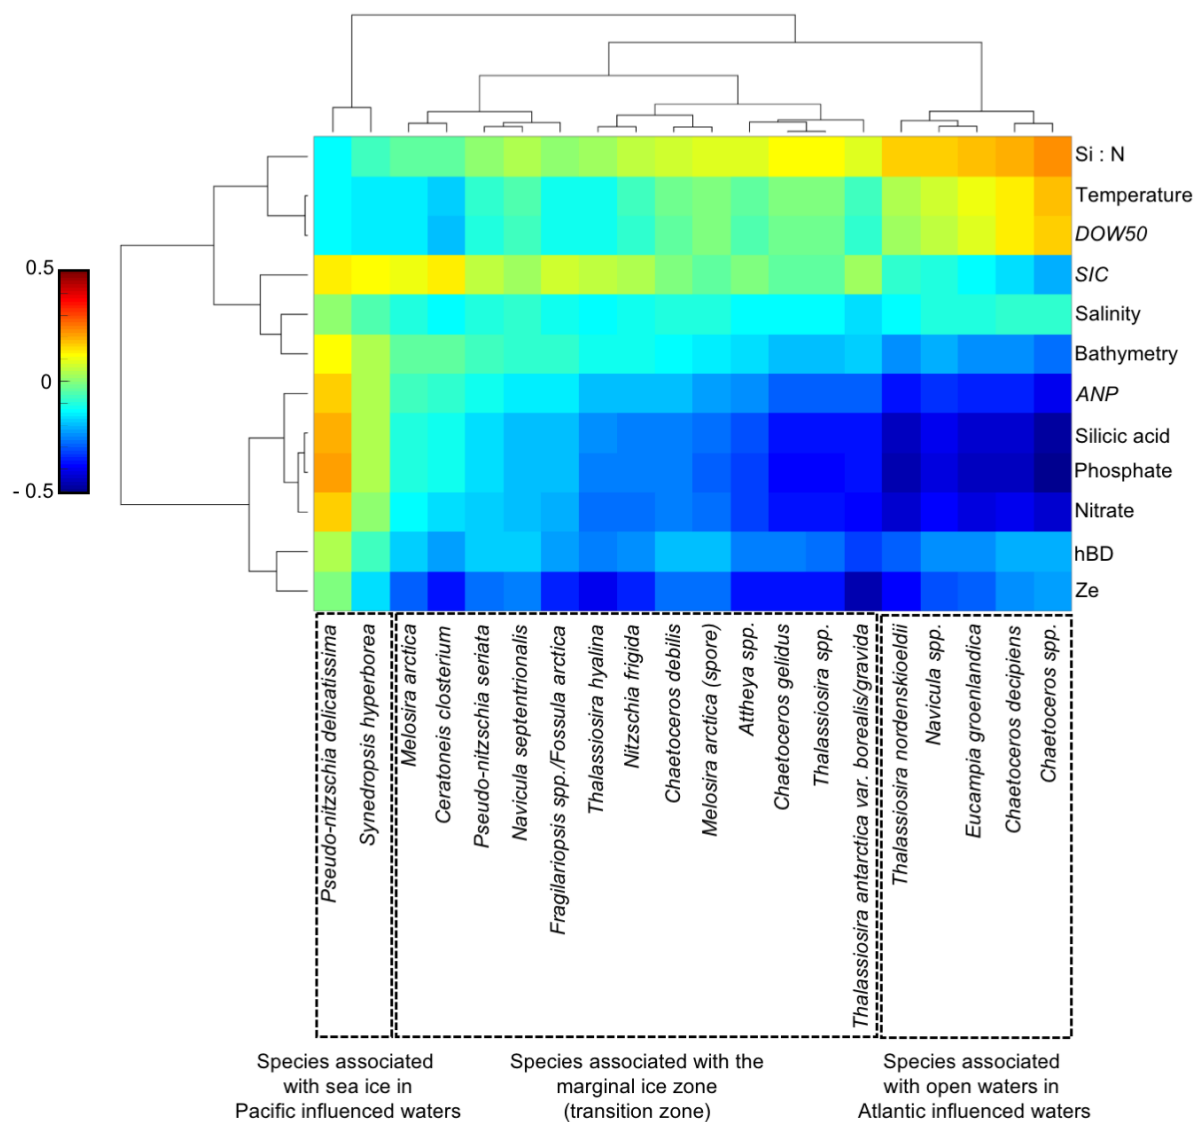 Si : N
Temperature
DOW50
SIC
Salinity
Bathymetry
ANP
Silicic acid
Phosphate
Nitrate
hBD
Ze
0.5
0
- 0.5
Pseudo-nitzschia delicatissima
Synedropsis hyperborea
Melosira arctica
Ceratoneis closterium
Pseudo-nitzschia seriata
Navicula septentrionalis
Fragilariopsis spp./Fossula arctica
Thalassiosira hyalina
Nitzschia frigida
Chaetoceros debilis
Melosira arctica (spore)
Attheya spp.
Chaetoceros gelidus
Thalassiosira spp.
Thalassiosira antarctica var. borealis/gravida
Thalassiosira nordenskioeldii
Navicula spp.
Eucampia groenlandica
Chaetoctoceros decipiens
Chaetoceros spp.
Species associated
with sea ice in
Pacific influenced waters
Species associated with the
marginal ice zone
(transition zone)
Species associated
with open waters in
Atlantic influenced waters